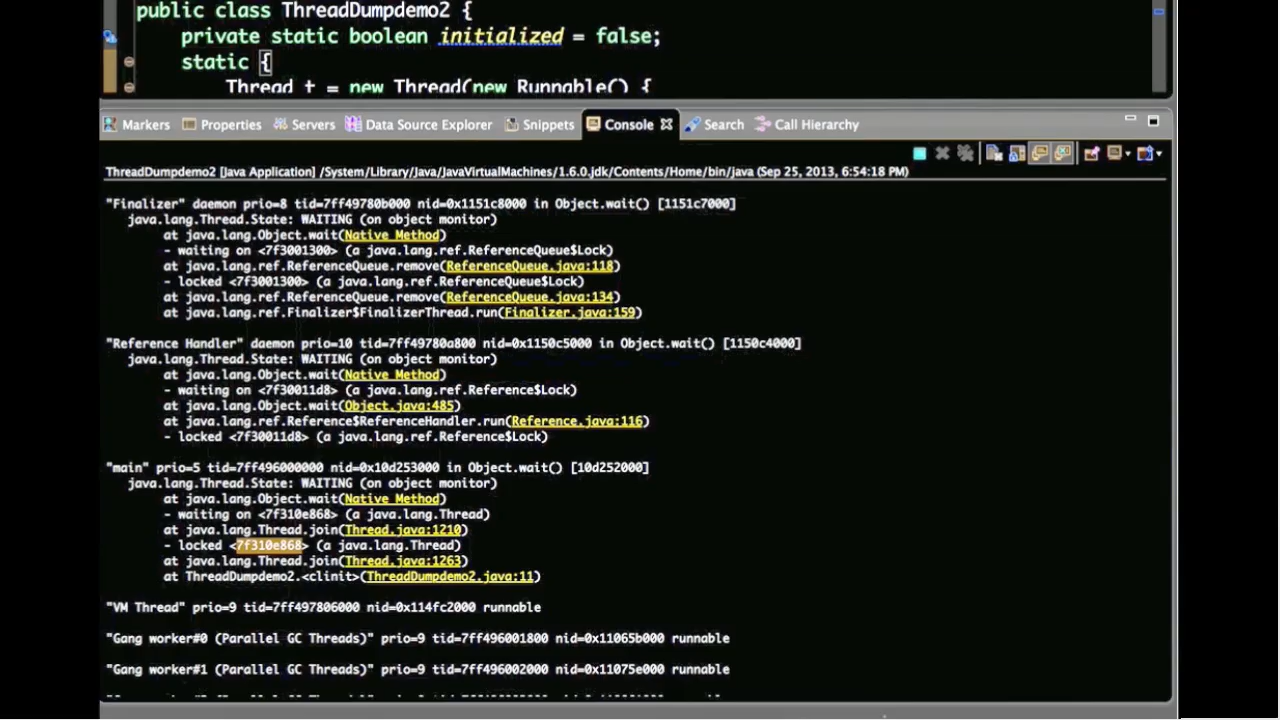 public class ThreadDumpdemo2 {
private static boolean initialized = false;
static {
Thread t = new Thread(new Runnable() {
Markers Properties Servers Data Source Explorer Snippets Console Search Call Hierarchy
ThreadDumpdemo2 [Java Application] /System/Library/Java/JavaVirtualMachines/1.6.0.jdk/Contents/Home/bin/java (Sep 25, 2013, 6:54:18 PM)
"Finalizer" daemon prio=8 tid=7ff49780b000 nid=0x1151c8000 in Object.wait() [1151c7000]
java.lang.Thread.State: WAITING (on object monitor)
at java.lang.Object.wait(Native Method)
- waiting on <7f3001300> (a java.lang.ref.ReferenceQueue$Lock)
at java.lang.ref.ReferenceQueue.remove(ReferenceQueue.java:118)
- locked <7f3001300> (a java.lang.ref.ReferenceQueue$Lock)
at java.lang.ref.ReferenceQueue.remove(ReferenceQueue.java:134)
at java.lang.ref.Finalizer$FinalizerThread.run(Finalizer.java:159)
"Reference Handler" daemon prio=10 tid=7ff49780a800 nid=0x1150c5000 in Object.wait() [1150c4000]
java.lang.Thread.State: WAITING (on object monitor)
at java.lang.Object.wait(Native Method)
- waiting on <7f30011d8> (a java.lang.ref.Reference$Lock)
at java.lang.Object.wait(Object.java:485)
at java.lang.ref.Reference$ReferenceHandler.run(Reference.java:116)
- locked <7f30011d8> (a java.lang.ref.Reference$Lock)
"main" prio=5 tid=7ff496000000 nid=0x10d253000 in Object.wait() [10d252000]
java.lang.Thread.State: WAITING (on object monitor)
at java.lang.Object.wait(Native Method)
- waiting on <7f310e868> (a java.lang.Thread)
at java.lang.Thread.join(Thread.java:1210)
- locked <7f310e868> (a java.lang.Thread)
at java.lang.Thread.join(Thread.java:1263)
at ThreadDumpdemo2.<clinit>(ThreadDumpdemo2.java:11)
"VM Thread" prio=9 tid=7ff497806000 nid=0x114fc2000 runnable
"Gang worker#0 (Parallel GC Threads)" prio=9 tid=7ff496001800 nid=0x11065b000 runnable
"Gang worker#1 (Parallel GC Threads)" prio=9 tid=7ff496002000 nid=0x11075e000 runnable